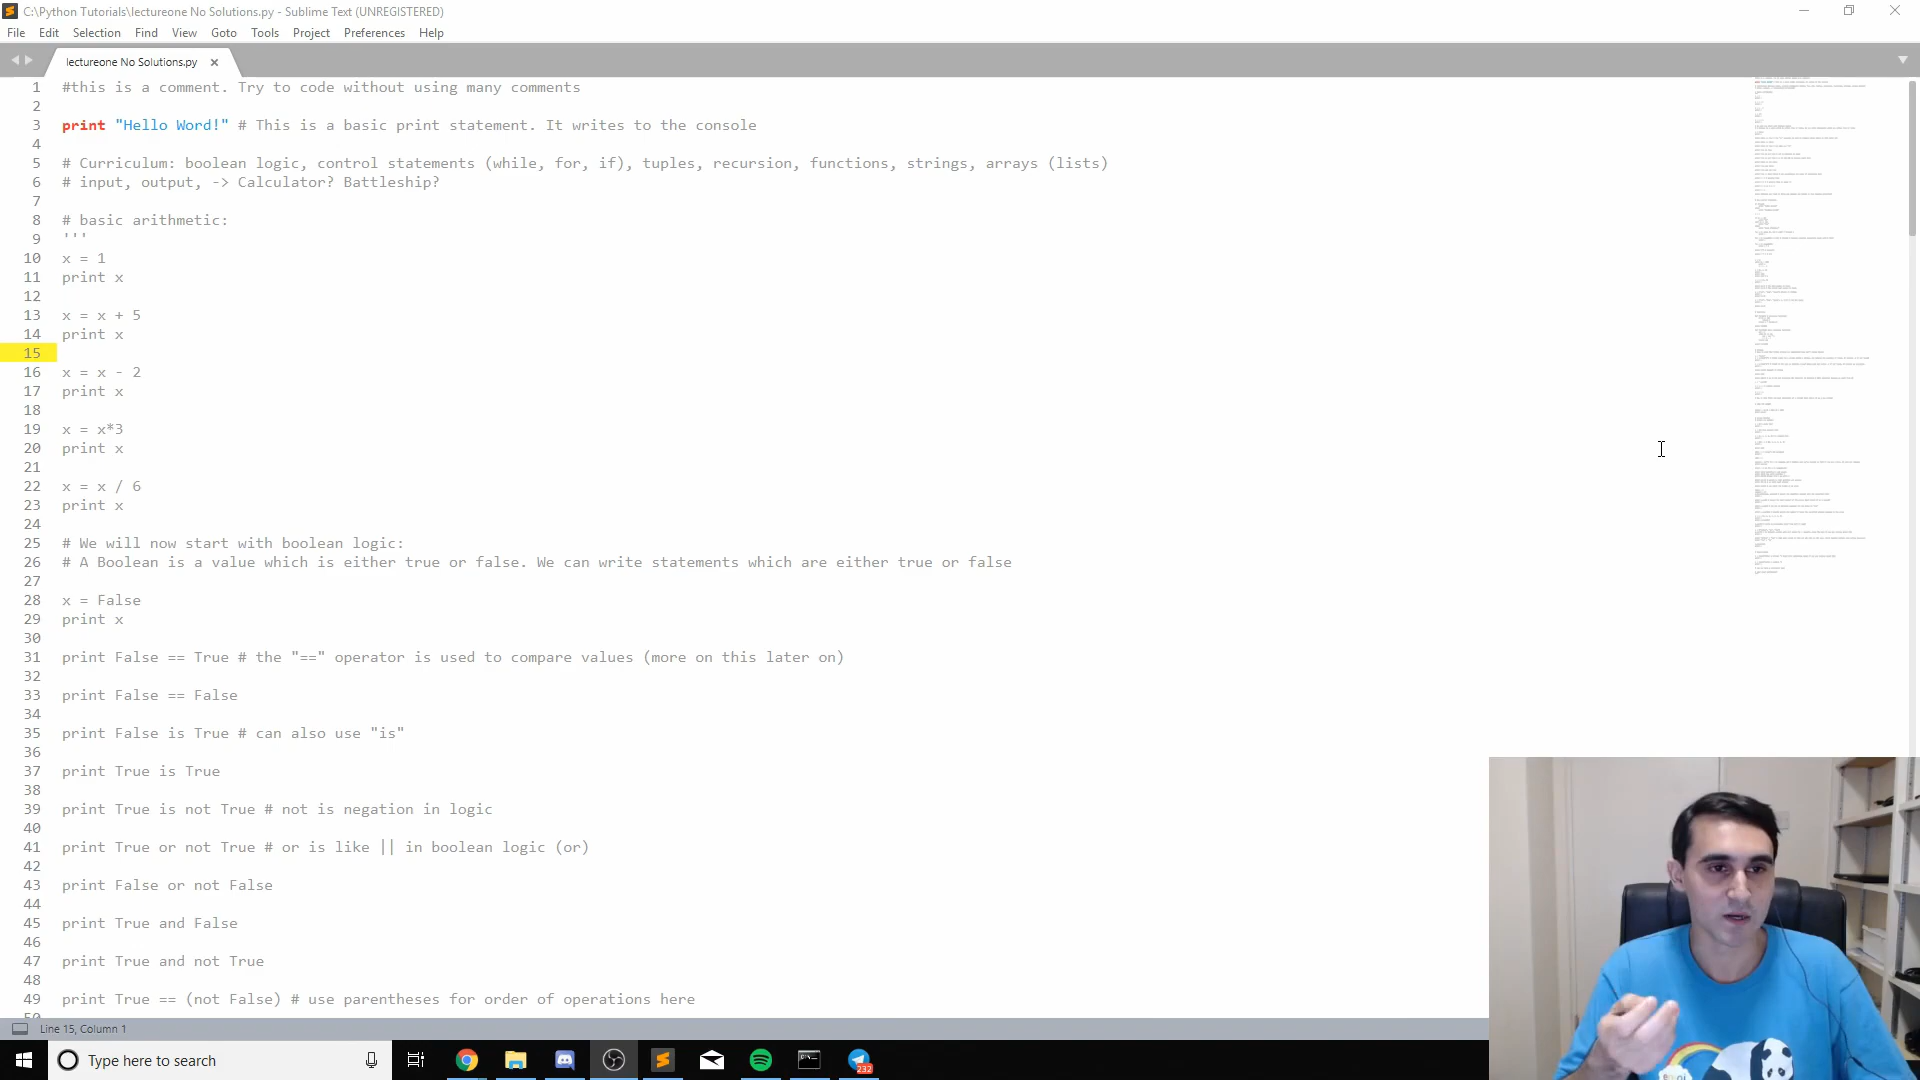 C:\Python Tutorials\lectureone No Solutions.py - Sublime Text (UNREGISTERED)
File Edit Selection Find View Goto Tools Project Preferences Help
lectureone No Solutions.py ×
1 #this is a comment. Try to code without using many comments
2
3 print "Hello Word!" # This is a basic print statement. It writes to the console
4
5 # Curriculum: boolean logic, control statements (while, for, if), tuples, recursion, functions, strings, arrays (lists)
6 # input, output, -> Calculator? Battleship?
7
8 # basic arithmetic:
9 '''
10 x = 1
11 print x
12
13 x = x + 5
14 print x
15
16 x = x - 2
17 print x
18
19 x = x*3
20 print x
21
22 x = x / 6
23 print x
24
25 # We will now start with boolean logic:
26 # A Boolean is a value which is either true or false. We can write statements which are either true or false
27
28 x = False
29 print x
30
31 print False == True # the "==" operator is used to compare values (more on this later on)
32
33 print False == False
34
35 print False is True # can also use "is"
36
37 print True is True
38
39 print True is not True # not is negation in logic
40
41 print True or not True # or is like || in boolean logic (or)
42
43 print False or not False
44
45 print True and False
46
47 print True and not True
48
49 print True == (not False) # use parentheses for order of operations here
50
Line 15, Column 1
Type here to search
232